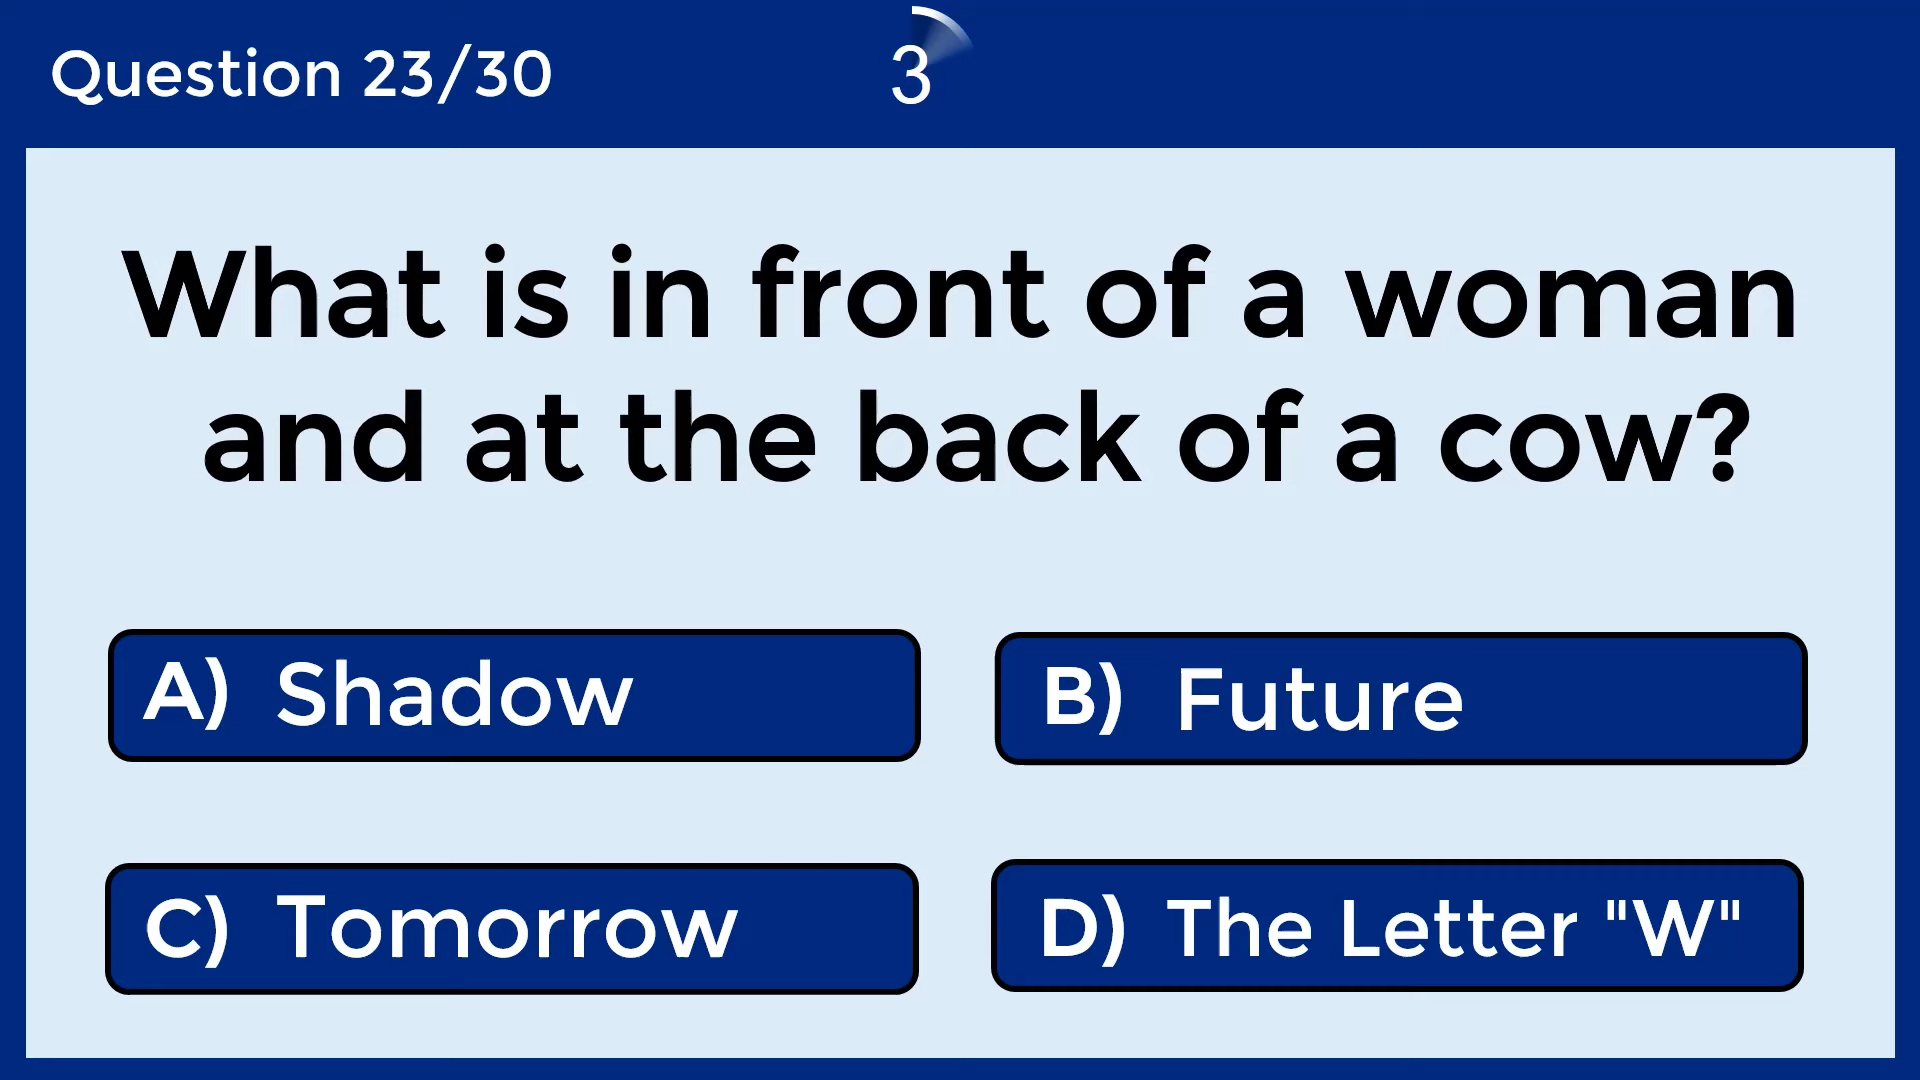 Question 23/30
3
What is in front of a woman
and at the back of a cow?
A) Shadow
B) Future
C) Tomorrow
D) The Letter "W"